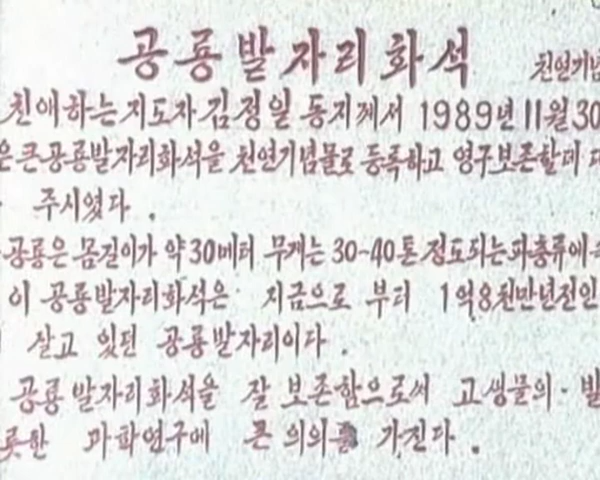 공룡발자리화석 천연기념
친애하는지도자 김정일 동지께서 1989년 11월 30
은 큰공룡발자리화석을 천연기념물로 등록하고 영구보존할데 대
주시였다.
공룡은 몸길이가 약30메터 무게는 30-40톤정도되는파충류에
이 공룡발자리화석은 지금으로 부터 1억8천만년전인
살고 있던 공룡발자리이다.
공룡발자리화석을 잘 보존함으로써 고생물의 발
롯한 과학연구에 큰 의의를 가진다.